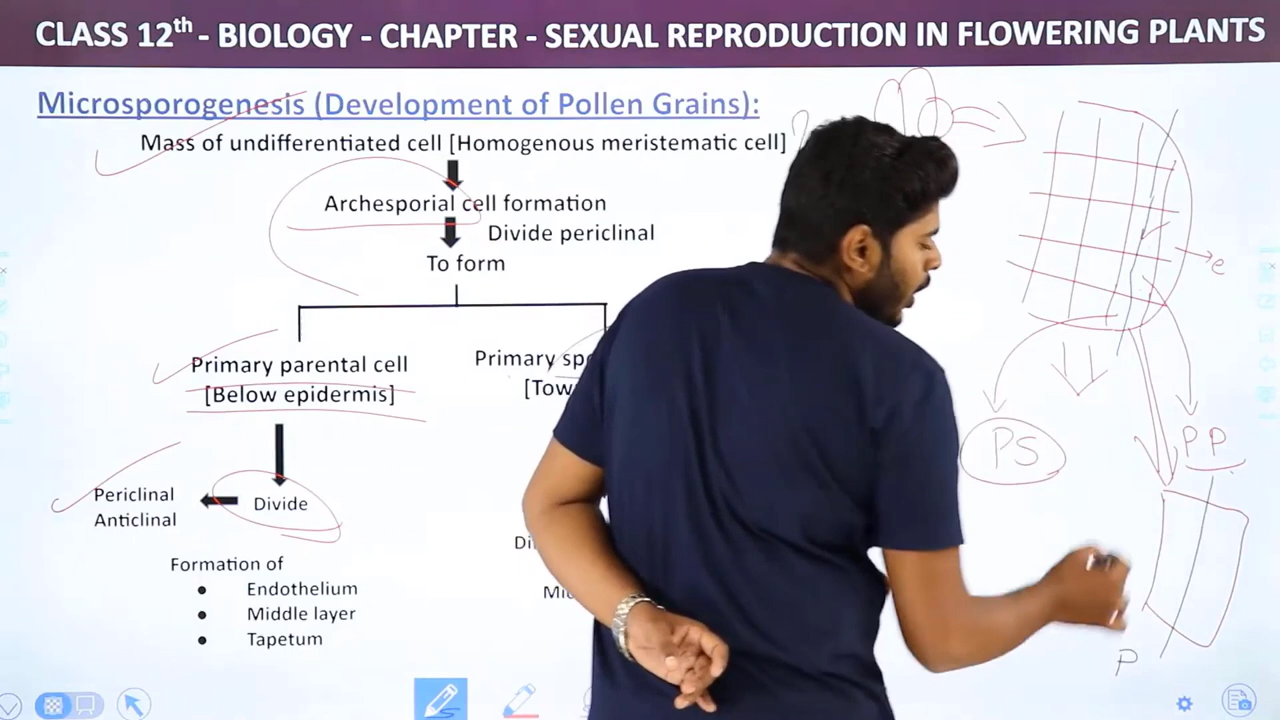 CLASS 12th - BIOLOGY - CHAPTER - SEXUAL REPRODUCTION IN FLOWERING PLANTS
Microsporogenesis (Development of Pollen Grains):
Mass of undifferentiated cell [Homogenous meristematic cell]
Archesporial cell formation
Divide periclinal
To form
e
Primary parental cell
[Below epidermis]
Primary
PS
PP
Periclinal
Anticlinal
Divide
Formation of
Endothelium
Middle layer
Tapetum
P